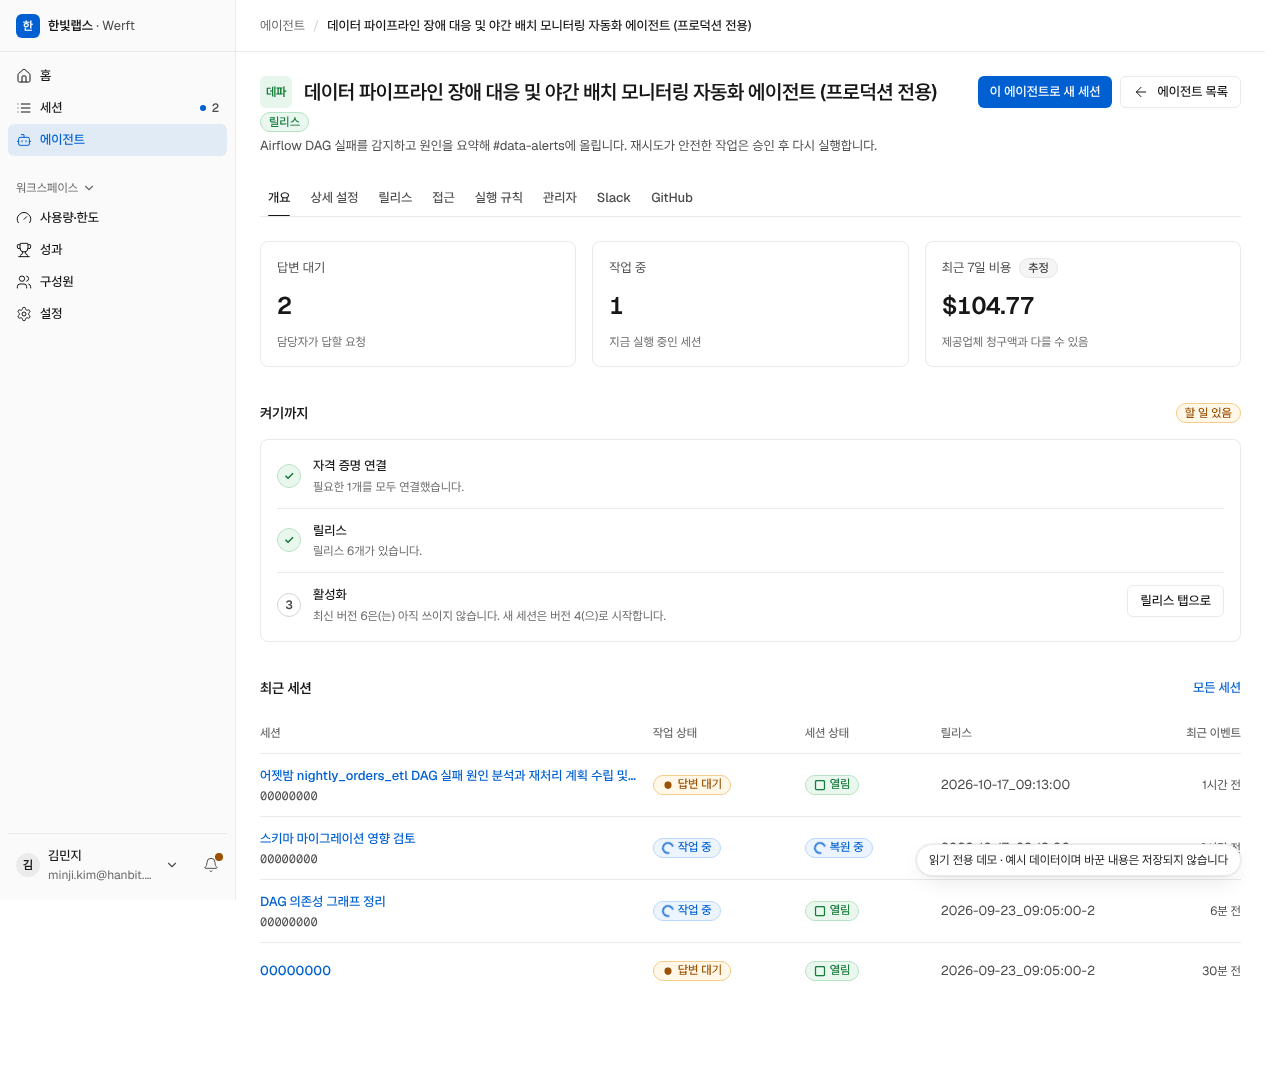 한 한빛랩스 · Werft
홈
세션 2
에이전트
워크스페이스
사용량·한도
성과
구성원
설정
김 김민지
minji.kim@hanbit....
에이전트 / 데이터 파이프라인 장애 대응 및 야간 배치 모니터링 자동화 에이전트 (프로덕션 전용)
데파 데이터 파이프라인 장애 대응 및 야간 배치 모니터링 자동화 에이전트 (프로덕션 전용)
이 에이전트로 새 세션
에이전트 목록
릴리스
Airflow DAG 실패를 감지하고 원인을 요약해 #data-alerts에 올립니다. 재시도가 안전한 작업은 승인 후 다시 실행합니다.
개요 상세 설정 릴리스 접근 실행 규칙 관리자 Slack GitHub
답변 대기
2
담당자가 답할 요청
작업 중
1
지금 실행 중인 세션
최근 7일 비용 추정
$104.77
제공업체 청구액과 다를 수 있음
켜기까지
할 일 있음
자격 증명 연결
필요한 1개를 모두 연결했습니다.
릴리스
릴리스 6개가 있습니다.
3 활성화
최신 버전 6은(는) 아직 쓰이지 않습니다. 새 세션은 버전 4(으)로 시작합니다.
릴리스 탭으로
최근 세션
모든 세션
세션 작업 상태 세션 상태 릴리스 최근 이벤트
어젯밤 nightly_orders_etl DAG 실패 원인 분석과 재처리 계획 수립 및...
00000000
답변 대기 열림 2026-10-17_09:13:00 1시간 전
스키마 마이그레이션 영향 검토
00000000
작업 중 복원 중
읽기 전용 데모 · 예시 데이터이며 바꾼 내용은 저장되지 않습니다
DAG 의존성 그래프 정리
00000000
작업 중 열림 2026-09-23_09:05:00-2 6분 전
00000000 답변 대기 열림 2026-09-23_09:05:00-2 30분 전